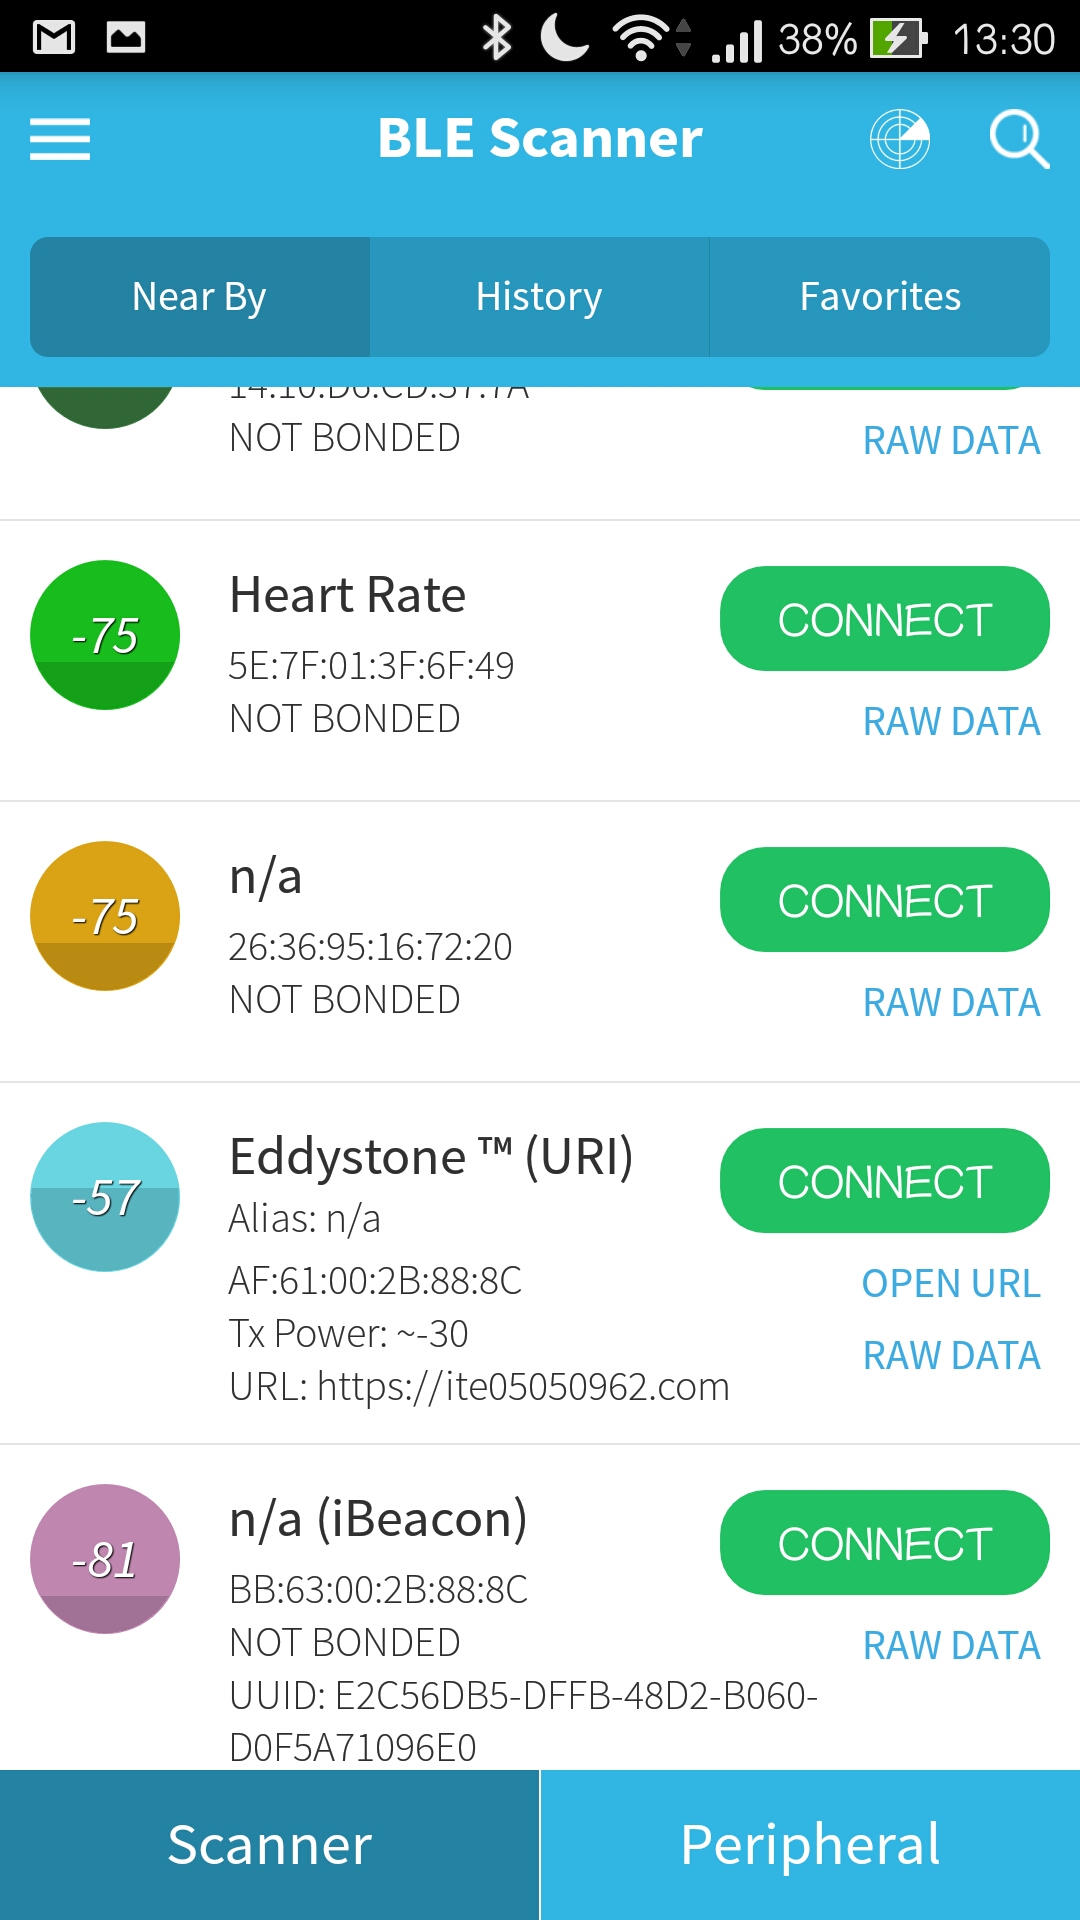 38% 13:30
BLE Scanner
Near By History Favorites
NOT BONDED RAW DATA
-75 Heart Rate CONNECT
5E:7F:01:3F:6F:49
NOT BONDED RAW DATA
-75 n/a CONNECT
26:36:95:16:72:20
NOT BONDED RAW DATA
-57 Eddystone ™ (URI) CONNECT
Alias: n/a
AF:61:00:2B:88:8C OPEN URL
Tx Power: ~-30 RAW DATA
URL: https://ite05050962.com
-81 n/a (iBeacon) CONNECT
BB:63:00:2B:88:8C
NOT BONDED RAW DATA
UUID: E2C56DB5-DFFB-48D2-B060-
D0F5A71096E0
Scanner Peripheral